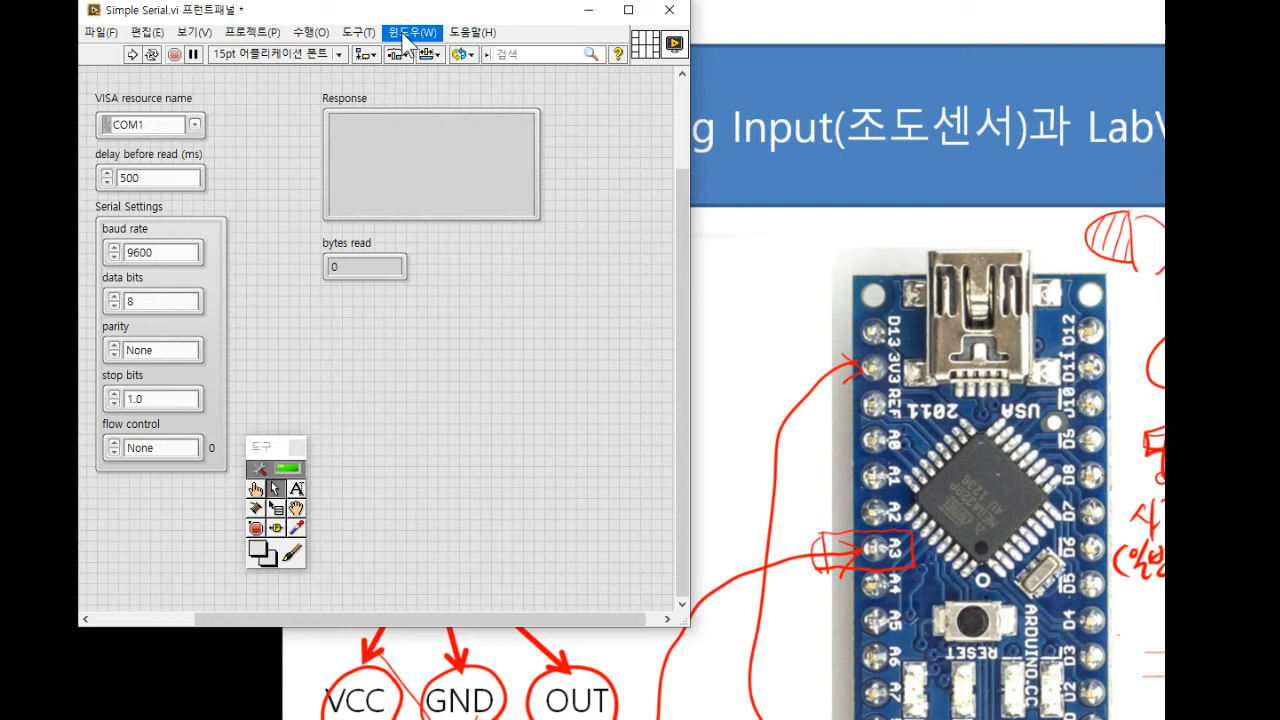 Simple Serial.vi 프런트패널 *
파일(F) 편집(E) 보기(V) 프로젝트(P) 수행(O) 도구(T) 윈도우(W) 도움말(H)
15pt 어플리케이션 폰트 검색 ?
VISA resource name
COM1
delay before read (ms)
500
Serial Settings
baud rate
9600
data bits
8
parity
None
stop bits
1.0
flow control
None 0
Response
bytes read
0
도구
g Input(조도센서)과 Lab
D13
3V3
REF
A0
A1
A2
A3
A4
A5
A6
A7
2011
USA
D12
D11
D9
D8
D7
D6
D5
D4
D3
D2
RESET
ARDUINO.CC
VCC GND OUT